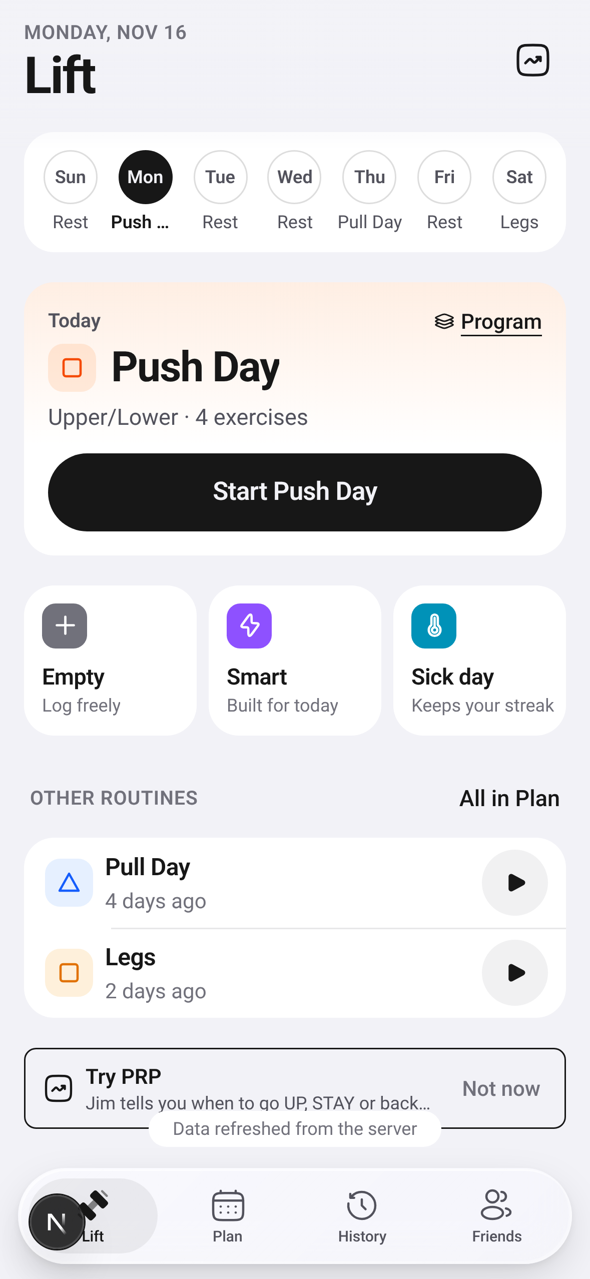 MONDAY, NOV 16
Lift
Sun Mon Tue Wed Thu Fri Sat
Rest Push ... Rest Rest Pull Day Rest Legs
Today Program
Push Day
Upper/Lower · 4 exercises
Start Push Day
Empty Smart Sick day
Log freely Built for today Keeps your streak
OTHER ROUTINES All in Plan
Pull Day
4 days ago
Legs
2 days ago
Try PRP
Jim tells you when to go UP, STAY or back...
Not now
Data refreshed from the server
N
Lift Plan History Friends